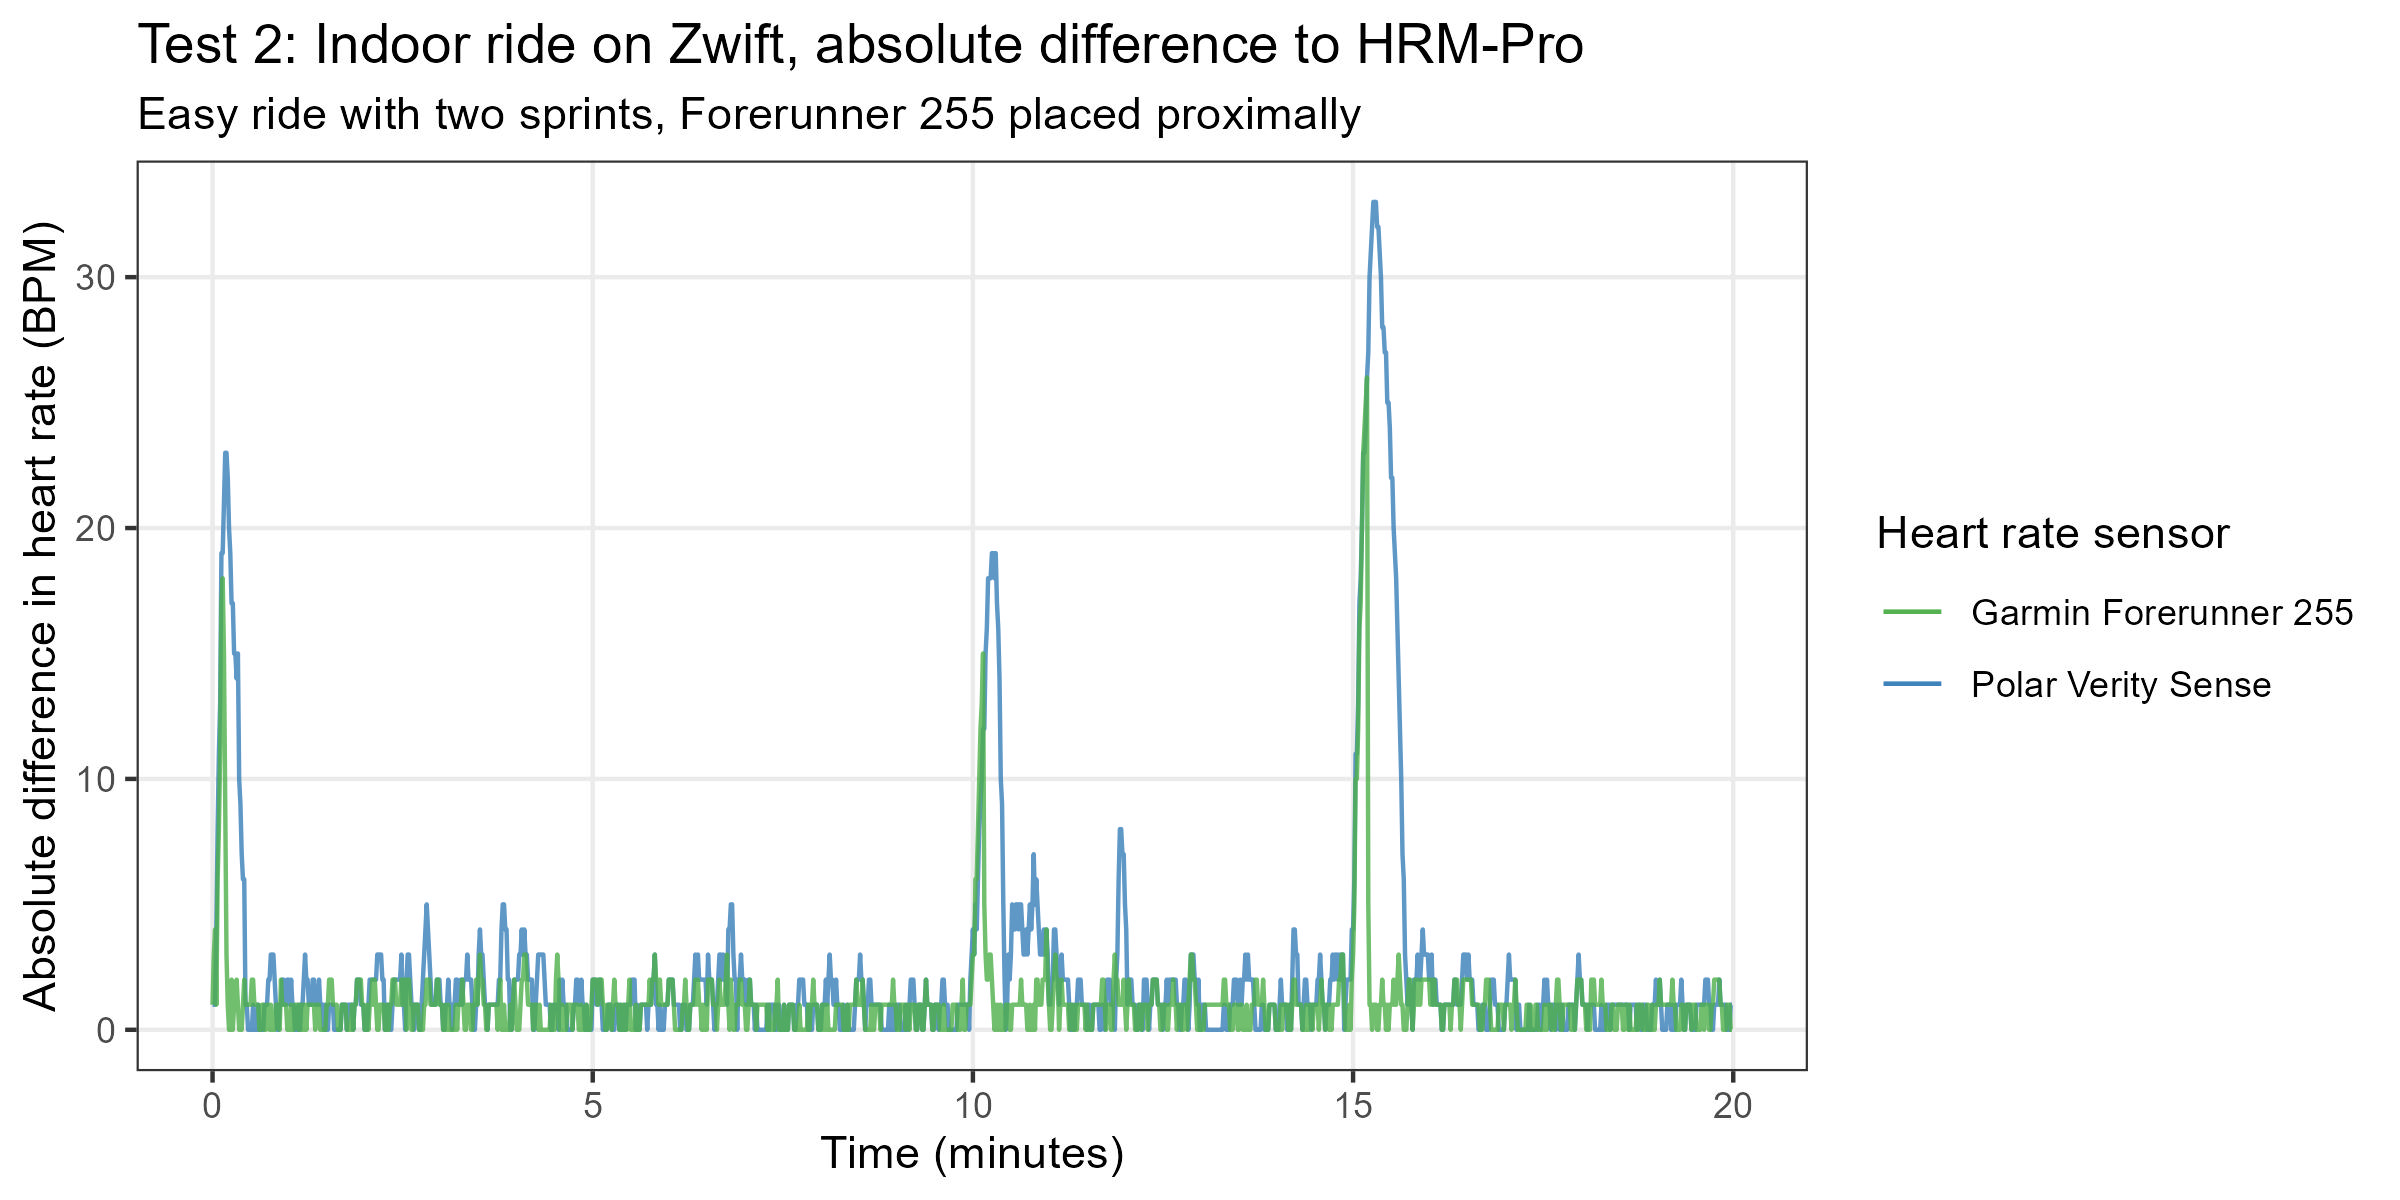 Test 2: Indoor ride on Zwift, absolute difference to HRM-Pro
Easy ride with two sprints, Forerunner 255 placed proximally
Absolute difference in heart rate (BPM)
30
20
10
0
0
5
10
15
20
Time (minutes)
Heart rate sensor
Garmin Forerunner 255
Polar Verity Sense